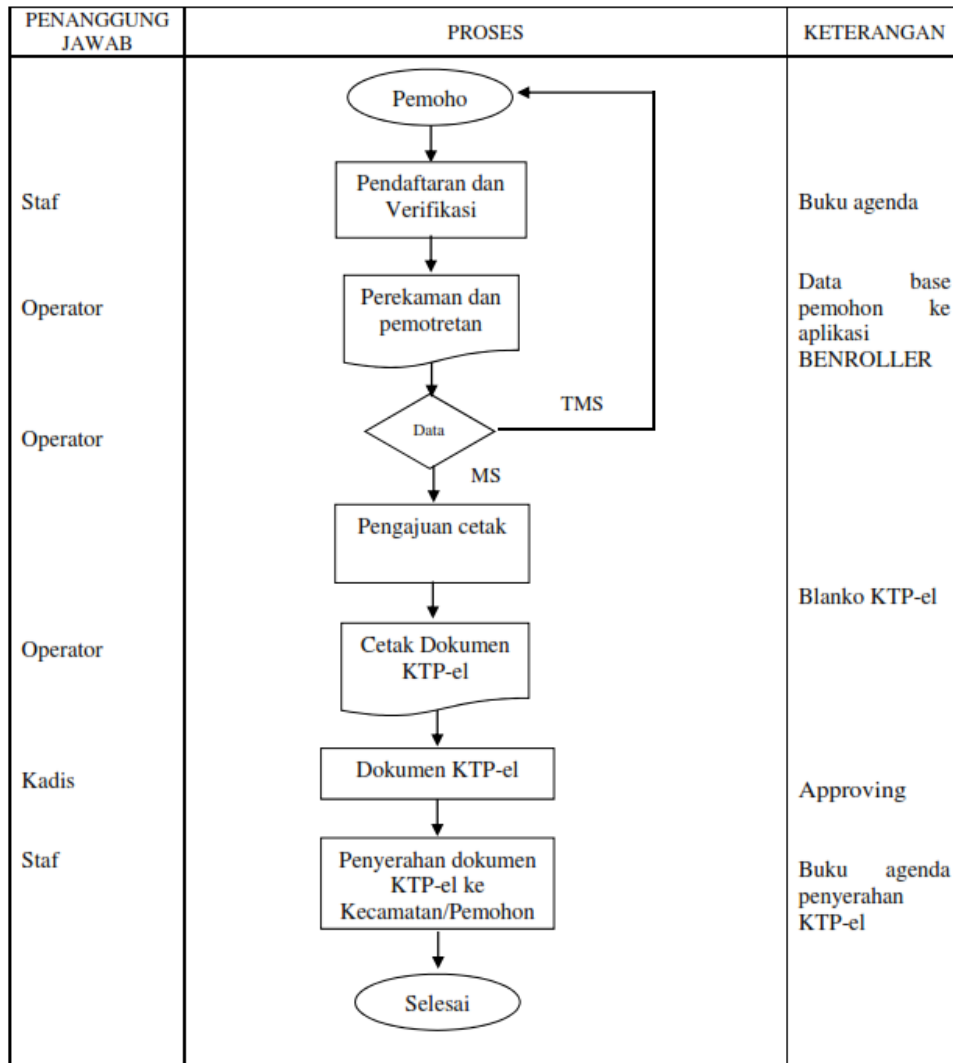 PENANGGUNG
JAWAB
PROSES
KETERANGAN
Pemoho
Staf
Pendaftaran dan
Verifikasi
Buku agenda
Operator
Perekaman dan
pemotretan
Data base
pemohon ke
aplikasi
BENROLLER
Operator
Data
TMS
MS
Pengajuan cetak
Blanko KTP-el
Operator
Cetak Dokumen
KTP-el
Kadis
Dokumen KTP-el
Approving
Staf
Penyerahan dokumen
KTP-el ke
Kecamatan/Pemohon
Buku agenda
penyerahan
KTP-el
Selesai